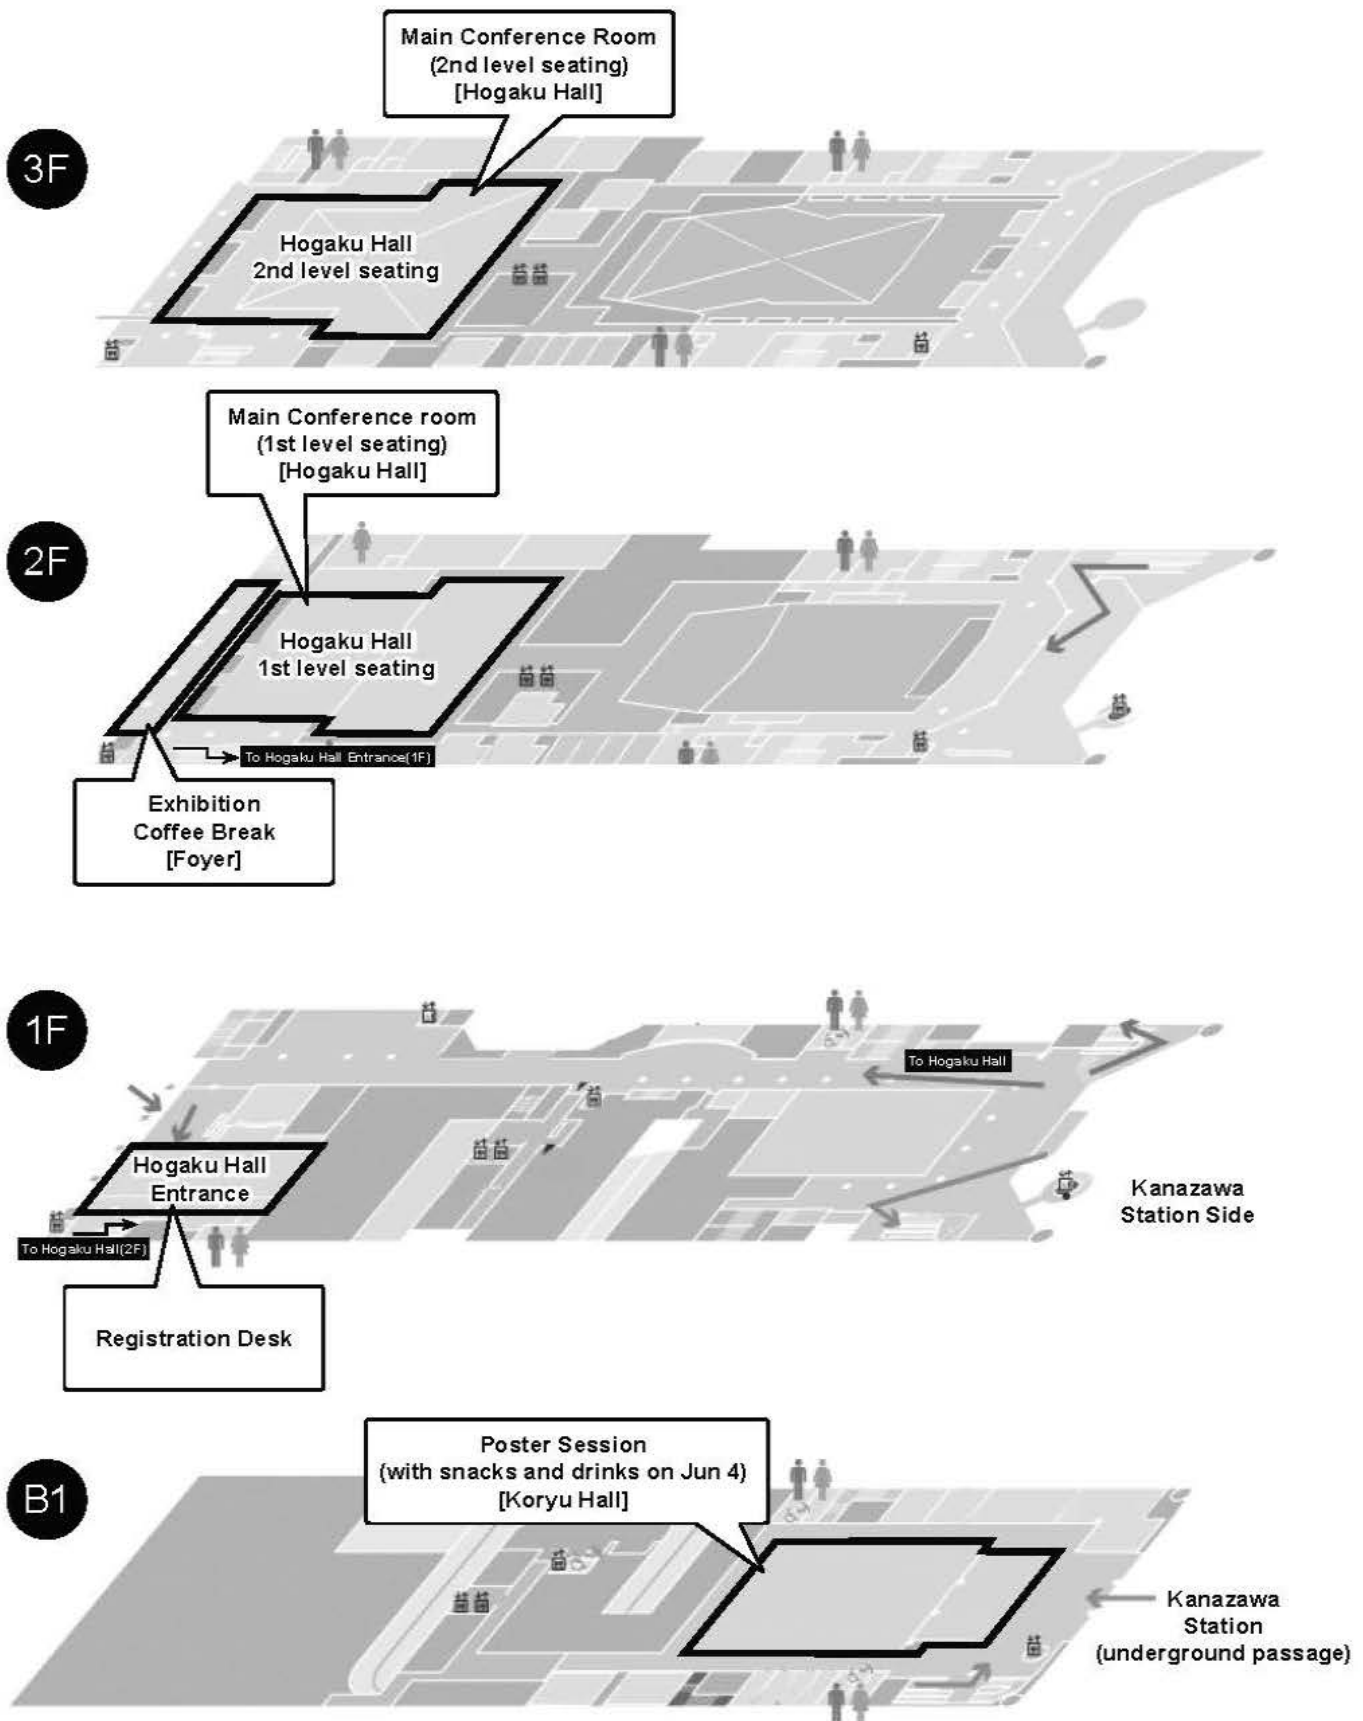 Main Conference Room
(2nd level seating)
[Hogaku Hall]
3F
Hogaku Hall
2nd level seating
Main Conference room
(1st level seating)
[Hogaku Hall]
2F
Hogaku Hall
1st level seating
To Hogaku Hall Entrance(1F)
Exhibition
Coffee Break
[Foyer]
1F
To Hogaku Hall
Hogaku Hall
Entrance
Kanazawa
Station Side
To Hogaku Hall(2F)
Registration Desk
Poster Session
(with snacks and drinks on Jun 4)
[Koryu Hall]
B1
Kanazawa
Station
(underground passage)